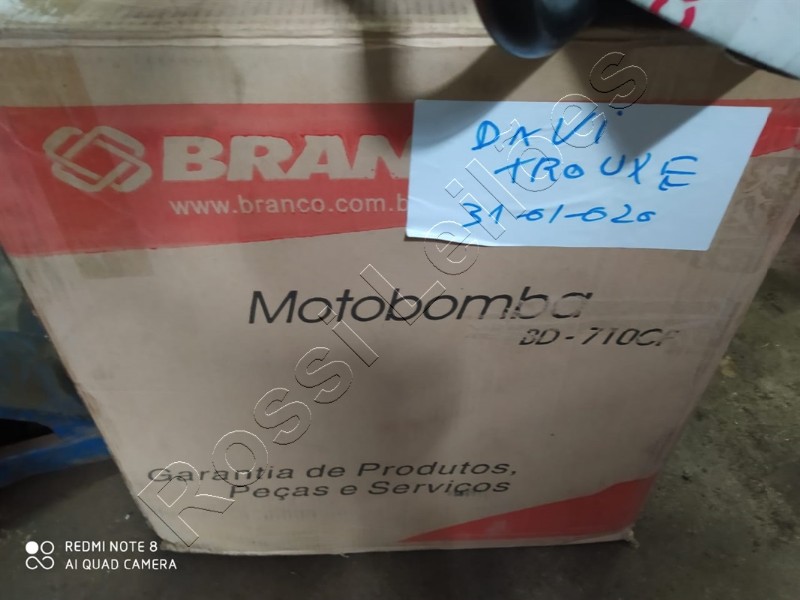 BRAN
www.branco.com.b
DAVI
TROUXE
31-01-020
Motobomba
BD-710CF
Garantia de Produtos,
Peças e Serviços
Rossi Leilões
REDMI NOTE 8
AI QUAD CAMERA